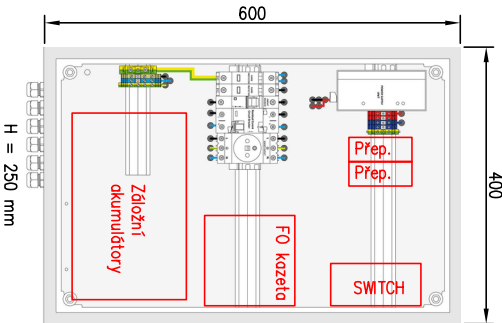 600
400
H = 250 mm
Přep.
Přep.
Záložní
akumulátory
FO kazeta
SWITCH